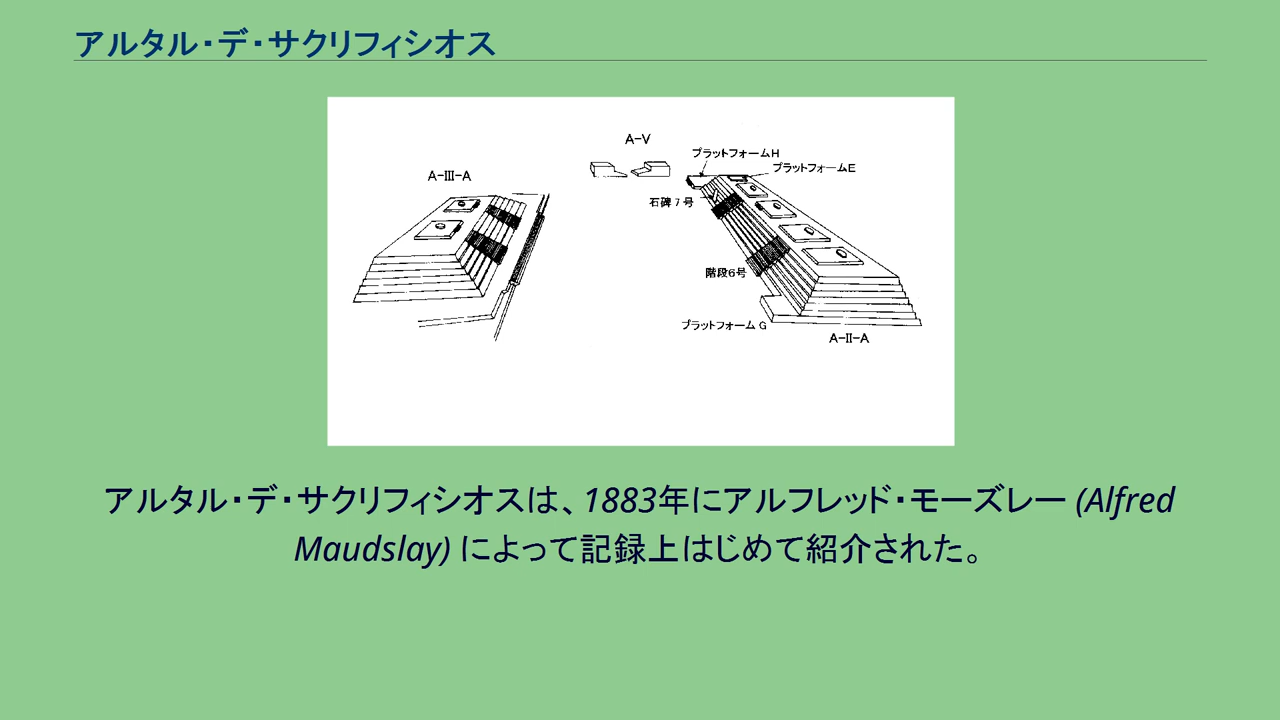 アルタル・デ・サクリフィシオス
A-V
プラットフォームH
プラットフォームE
A-III-A
石碑7号
階段6号
プラットフォームG
A-II-A
アルタル・デ・サクリフィシオスは、1883年にアルフレッド・モーズレー (Alfred
Maudslay) によって記録上はじめて紹介された。